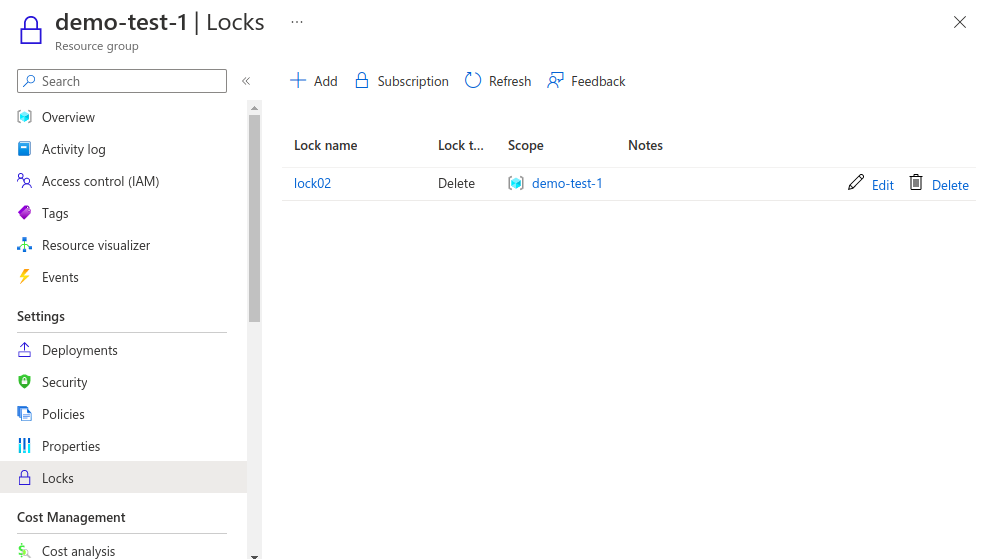 demo-test-1 | Locks ...
Resource group
Search «
Overview
Activity log
Access control (IAM)
Tags
Resource visualizer
Events
Settings
Deployments
Security
Policies
Properties
Locks
Cost Management
Cost analysis
Add Subscription Refresh Feedback
Lock name Lock t... Scope Notes
lock02 Delete demo-test-1 Edit Delete